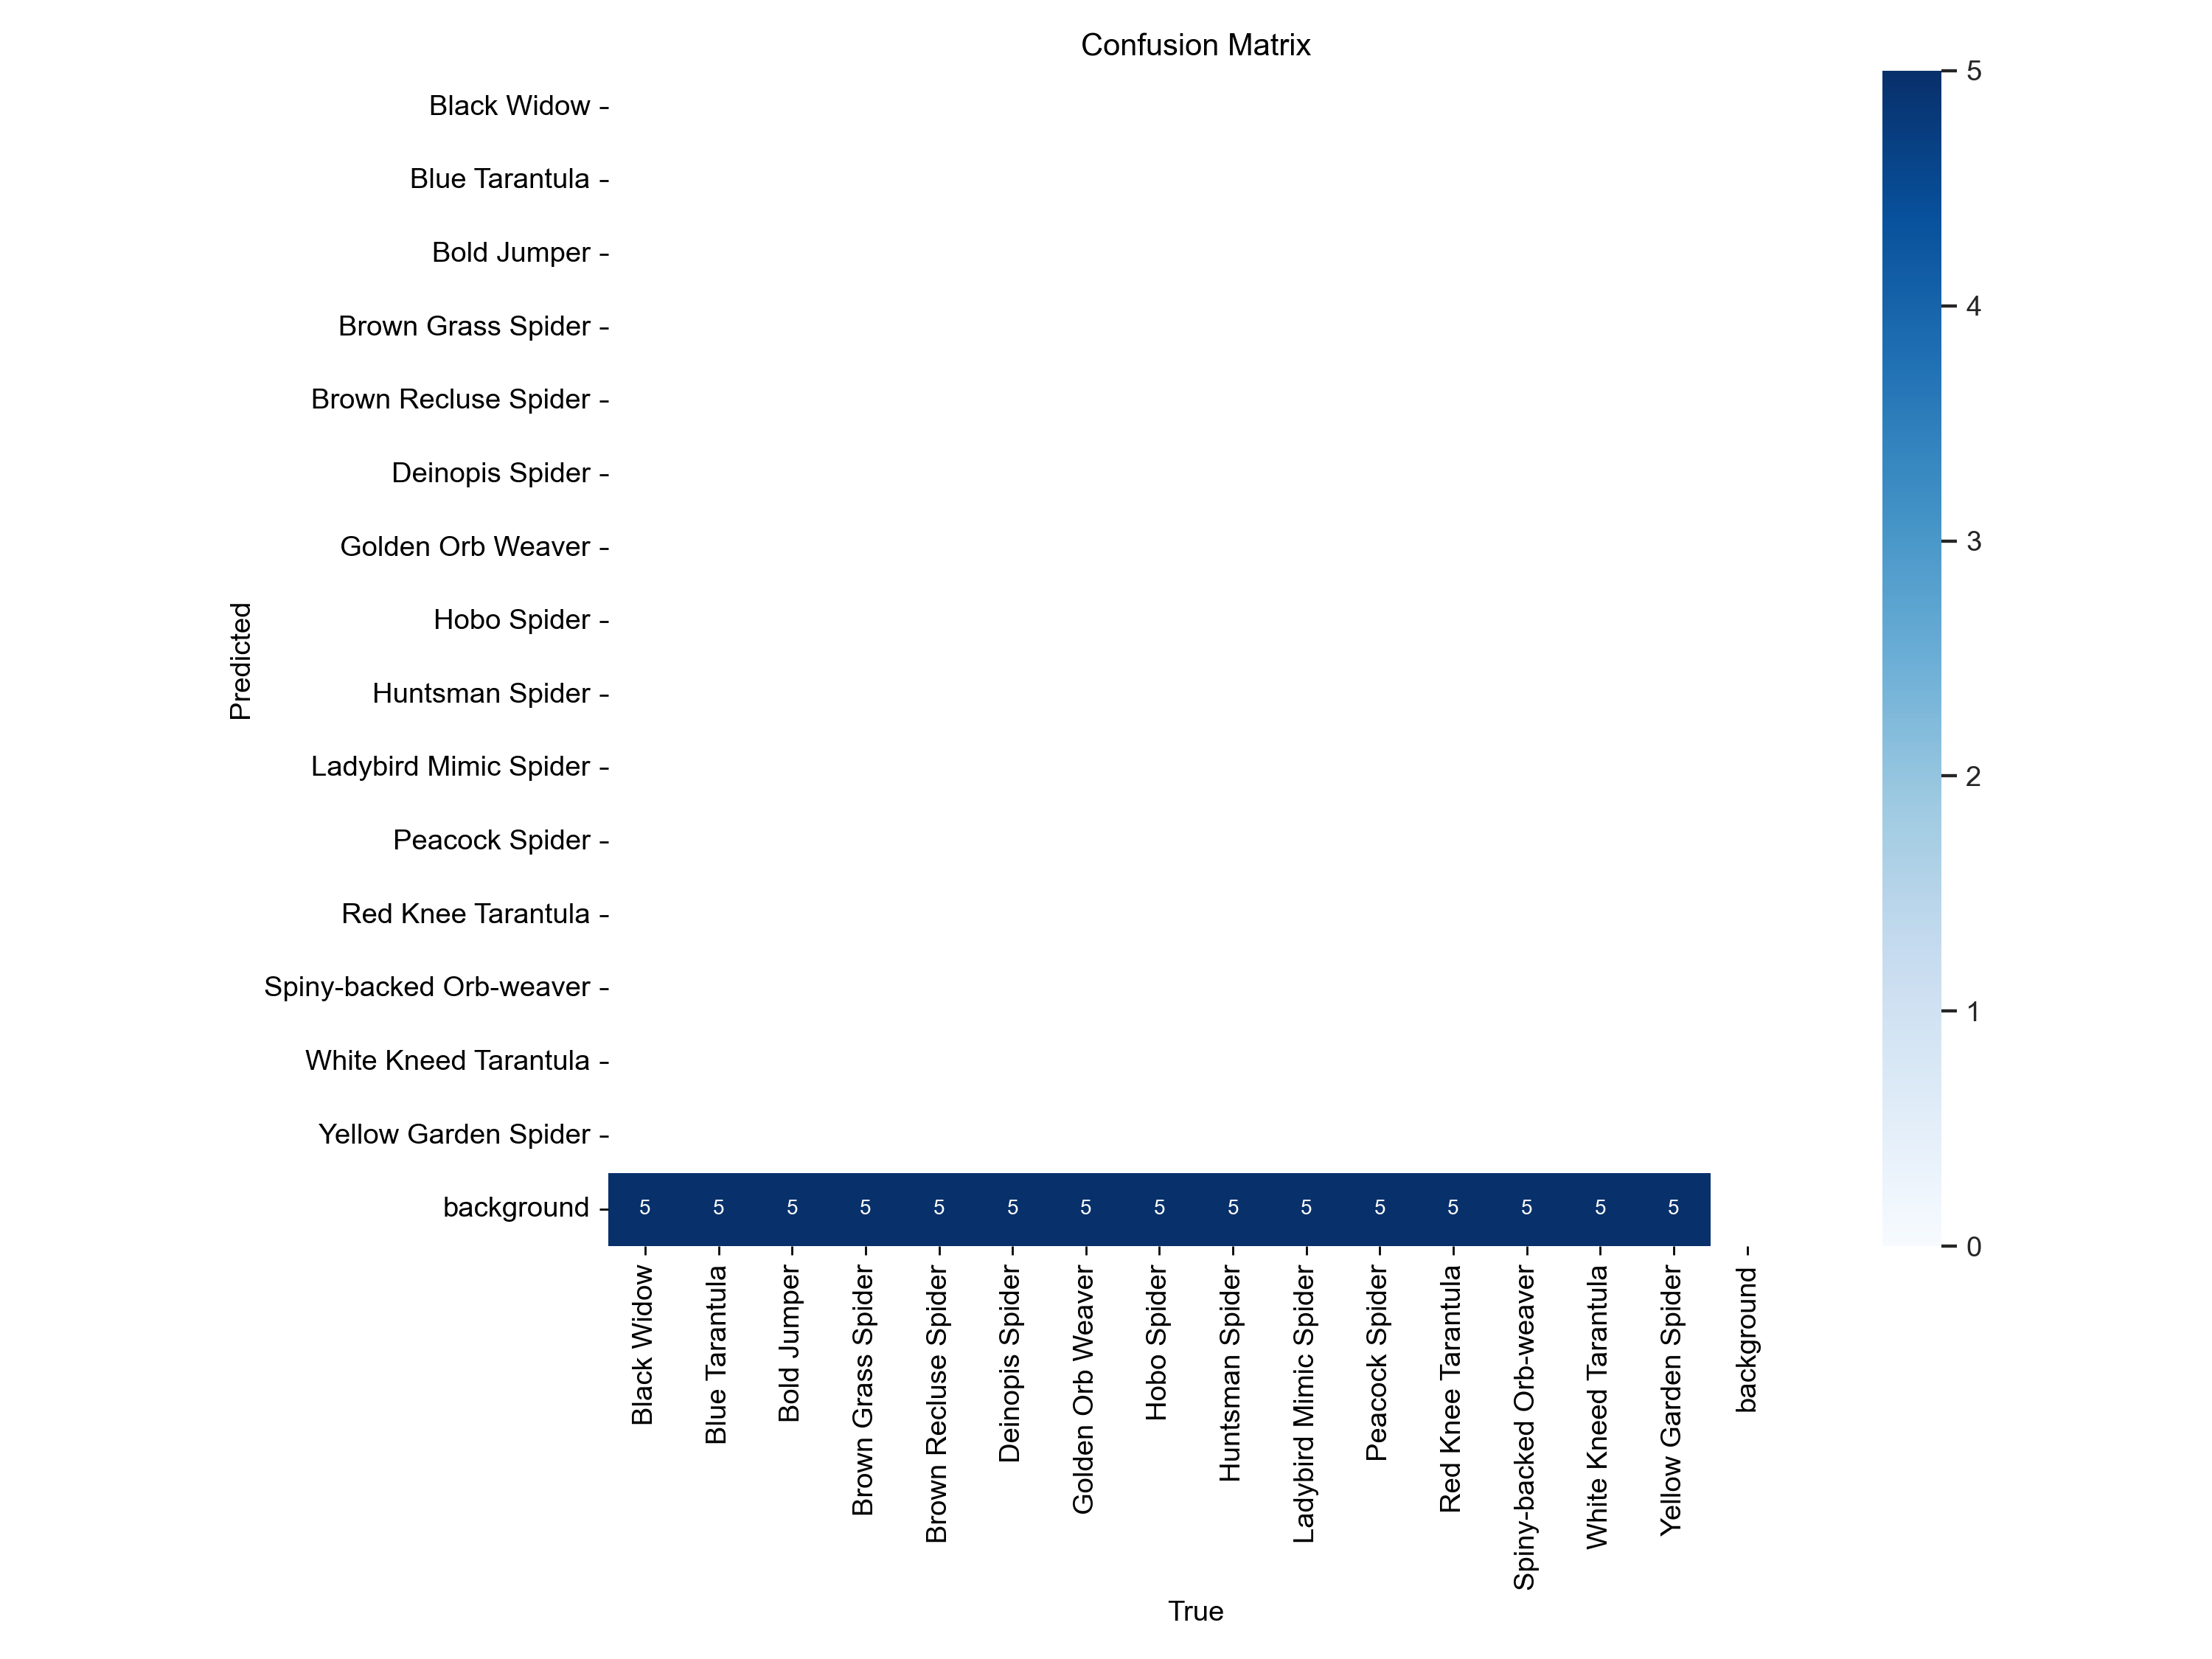 Confusion Matrix
Black Widow
Blue Tarantula
Bold Jumper
Brown Grass Spider
Brown Recluse Spider
Deinopis Spider
Golden Orb Weaver
Hobo Spider
Huntsman Spider
Ladybird Mimic Spider
Peacock Spider
Red Knee Tarantula
Spiny-backed Orb-weaver
White Kneed Tarantula
Yellow Garden Spider
background
Predicted
5 5 5 5 5 5 5 5 5 5 5 5 5 5 5
Black Widow
Blue Tarantula
Bold Jumper
Brown Grass Spider
Brown Recluse Spider
Deinopis Spider
Golden Orb Weaver
Hobo Spider
Huntsman Spider
Ladybird Mimic Spider
Peacock Spider
Red Knee Tarantula
Spiny-backed Orb-weaver
White Kneed Tarantula
Yellow Garden Spider
background
True
5
4
3
2
1
0